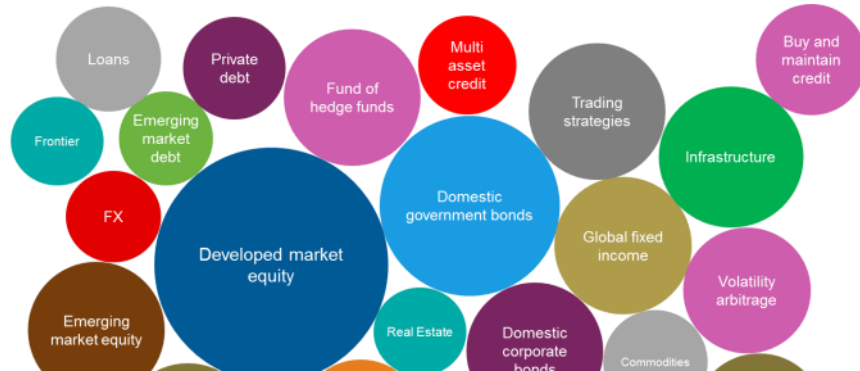 Loans
Private
debt
Fund of
hedge funds
Multi
asset
credit
Trading
strategies
Buy and
maintain
credit
Frontier
Emerging
market
debt
Infrastructure
FX
Domestic
government bonds
Global fixed
income
Developed market
equity
Volatility
arbitrage
Emerging
market equity
Real Estate
Domestic
corporate
bonds
Commodities